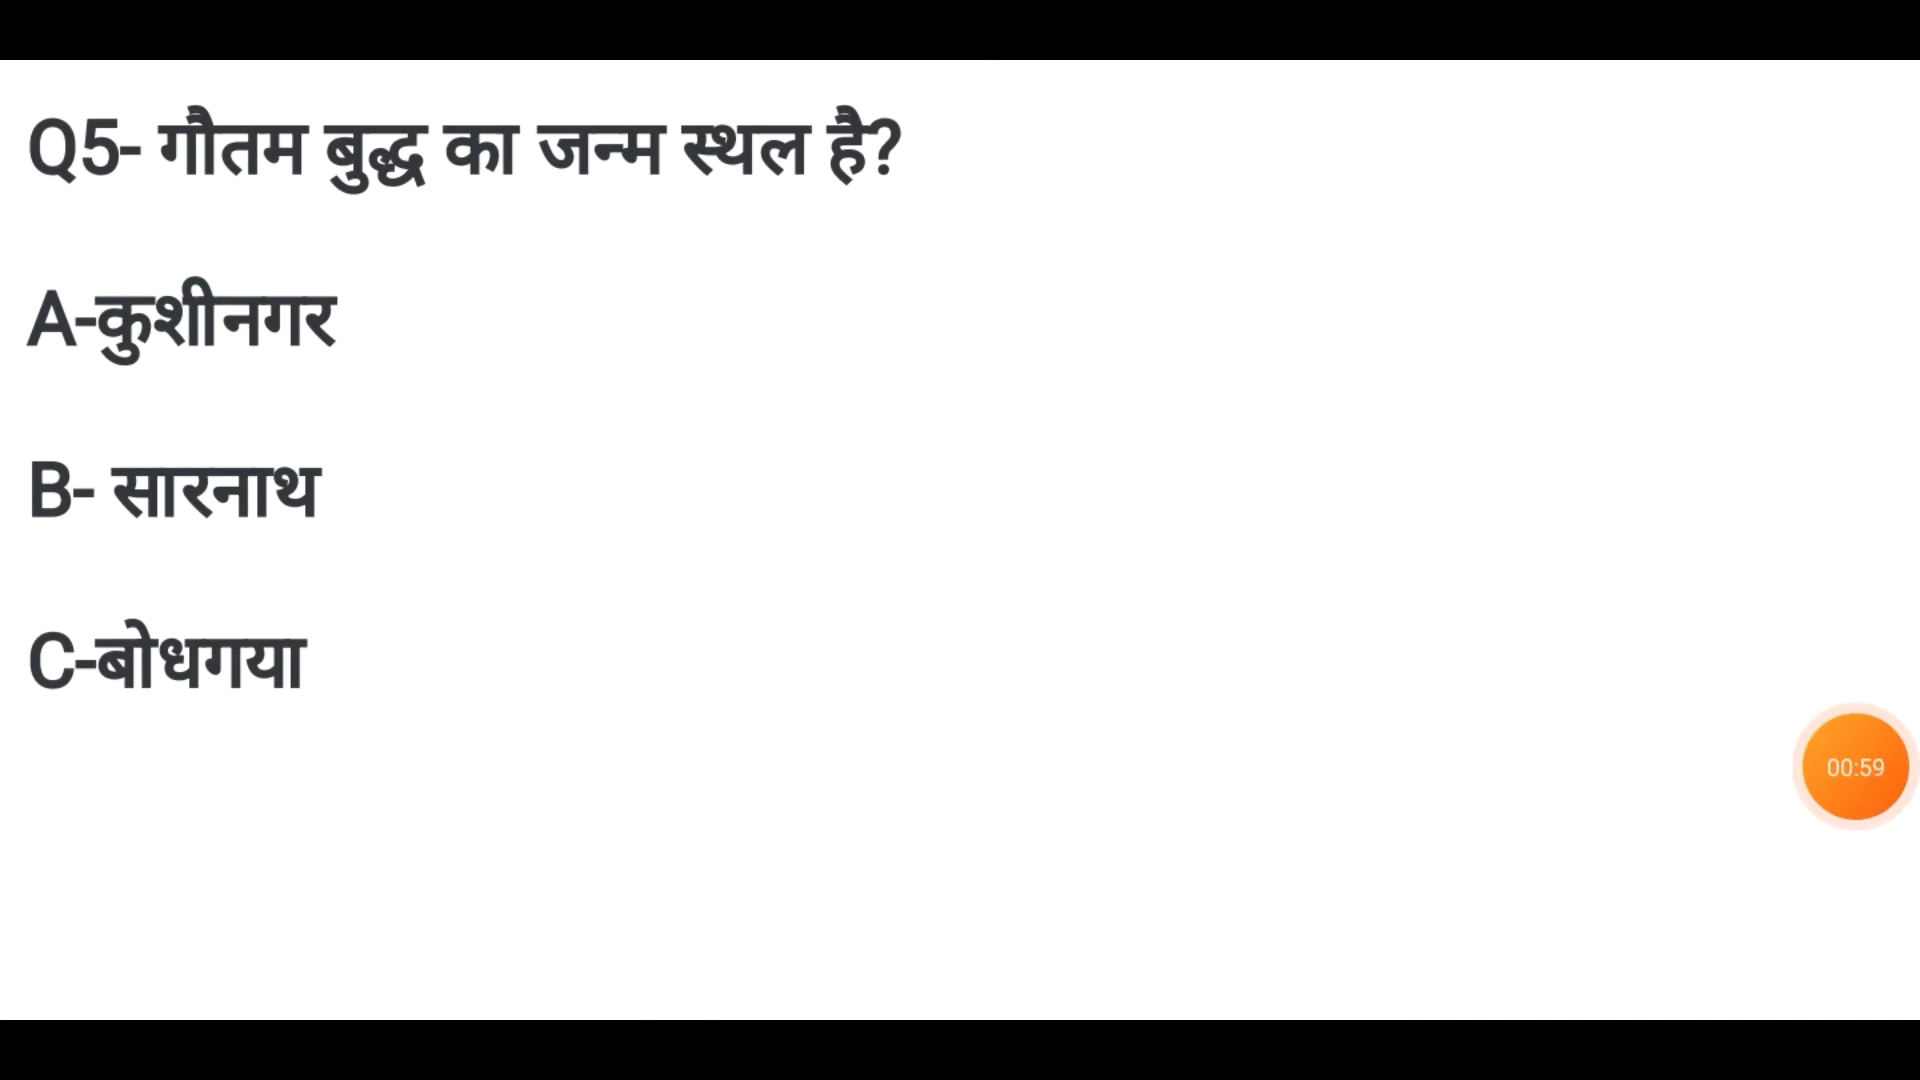 Q5- गौतम बुद्ध का जन्म स्थल है?
A-कुशीनगर
B- सारनाथ
C-बोधगया
00:59